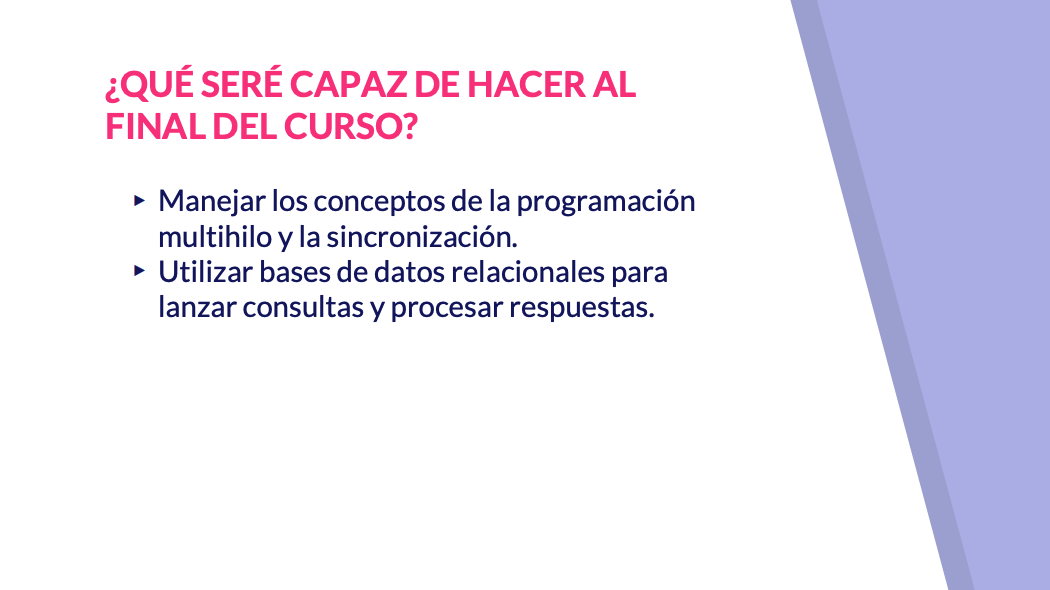 ¿QUÉ SERÉ CAPAZ DE HACER AL
FINAL DEL CURSO?
▸ Manejar los conceptos de la programación
multihilo y la sincronización.
▸ Utilizar bases de datos relacionales para
lanzar consultas y procesar respuestas.